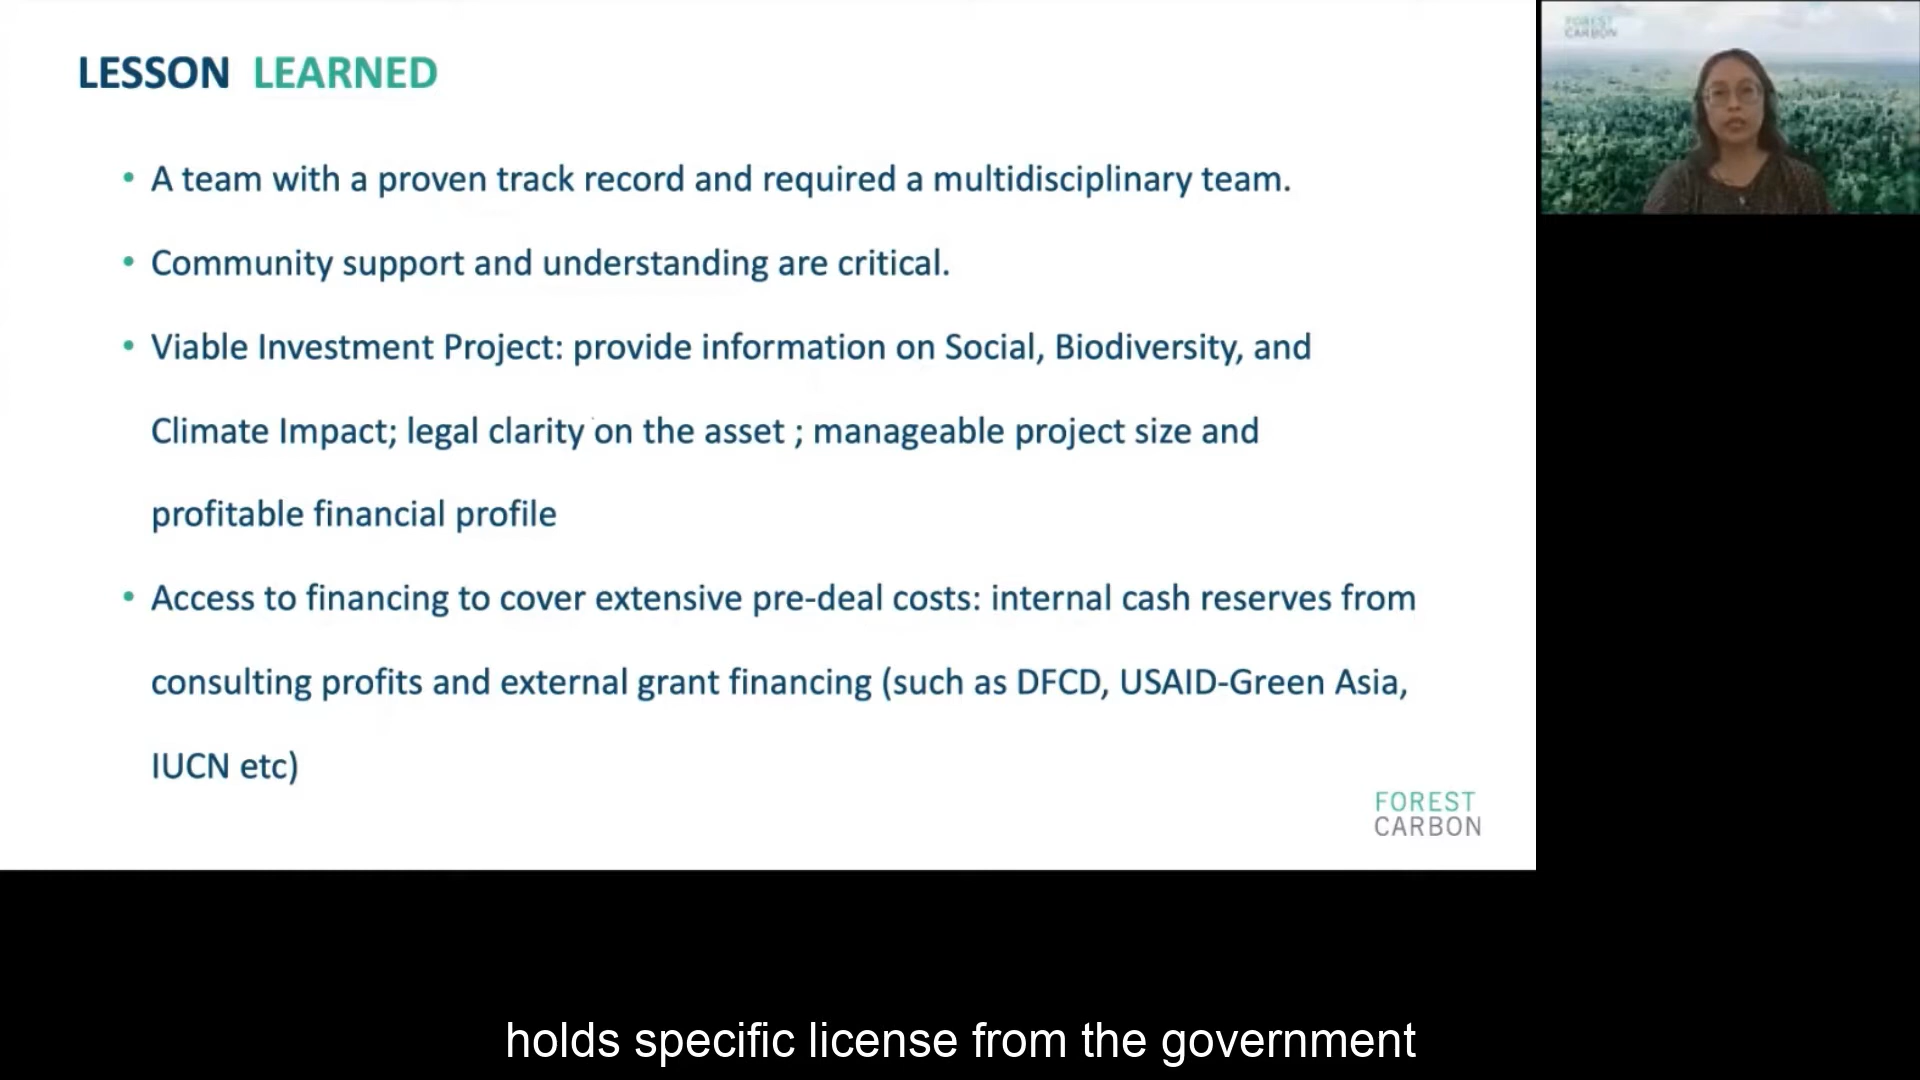 LESSON LEARNED
FOREST
CARBON
• A team with a proven track record and required a multidisciplinary team.
• Community support and understanding are critical.
• Viable Investment Project: provide information on Social, Biodiversity, and
Climate Impact; legal clarity on the asset ; manageable project size and
profitable financial profile
• Access to financing to cover extensive pre-deal costs: internal cash reserves from
consulting profits and external grant financing (such as DFCD, USAID-Green Asia,
IUCN etc)
FOREST
CARBON
holds specific license from the government